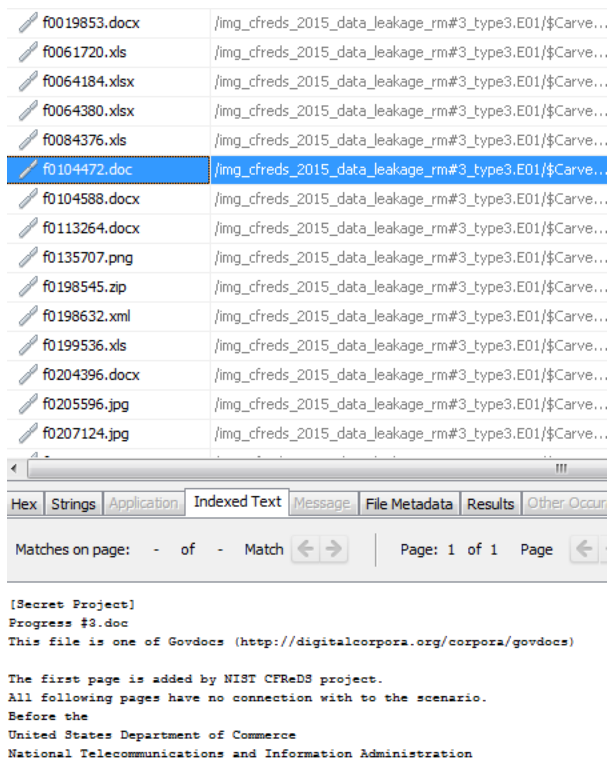 f0019853.docx /img_cfreds_2015_data_leakage_rm#3_type3.E01/$Carve...
f0061720.xls /img_cfreds_2015_data_leakage_rm#3_type3.E01/$Carve...
f0064184.xlsx /img_cfreds_2015_data_leakage_rm#3_type3.E01/$Carve...
f0064380.xlsx /img_cfreds_2015_data_leakage_rm#3_type3.E01/$Carve...
f0084376.xls /img_cfreds_2015_data_leakage_rm#3_type3.E01/$Carve...
f0104472.doc /img_cfreds_2015_data_leakage_rm#3_type3.E01/$Carve...
f0104588.docx /img_cfreds_2015_data_leakage_rm#3_type3.E01/$Carve...
f0113264.docx /img_cfreds_2015_data_leakage_rm#3_type3.E01/$Carve...
f0135707.png /img_cfreds_2015_data_leakage_rm#3_type3.E01/$Carve...
f0198545.zip /img_cfreds_2015_data_leakage_rm#3_type3.E01/$Carve...
f0198632.xml /img_cfreds_2015_data_leakage_rm#3_type3.E01/$Carve...
f0199536.xls /img_cfreds_2015_data_leakage_rm#3_type3.E01/$Carve...
f0204396.docx /img_cfreds_2015_data_leakage_rm#3_type3.E01/$Carve...
f0205596.jpg /img_cfreds_2015_data_leakage_rm#3_type3.E01/$Carve...
f0207124.jpg /img_cfreds_2015_data_leakage_rm#3_type3.E01/$Carve...
Hex Strings Application Indexed Text Message File Metadata Results Other Occur
Matches on page: - of - Match Page: 1 of 1 Page
[Secret Project]
Progress #3.doc
This file is one of Govdocs (http://digitalcorpora.org/corpora/govdocs)
The first page is added by NIST CFReDS project.
All following pages have no connection with to the scenario.
Before the
United States Department of Commerce
National Telecommunications and Information Administration